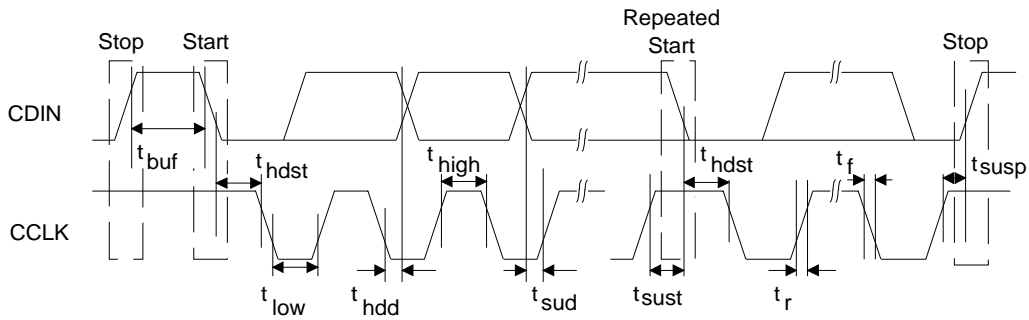 Repeated
Stop Start Start Stop
CDIN
t buf t hdst t high t hdst t f t susp
CCLK
t low t hdd t sud t sust t r